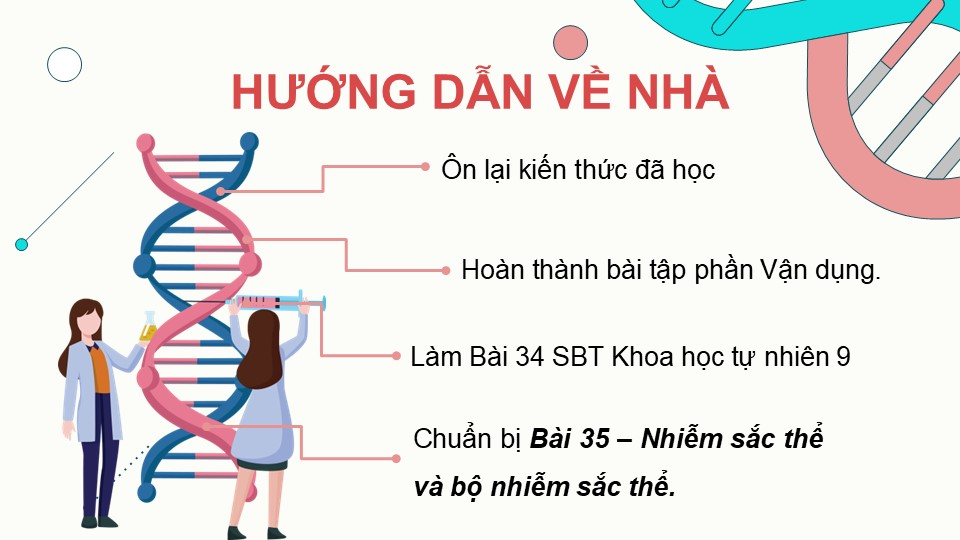 HƯỚNG DẪN VỀ NHÀ
Ôn lại kiến thức đã học
Hoàn thành bài tập phần Vận dụng.
Làm Bài 34 SBT Khoa học tự nhiên 9
Chuẩn bị Bài 35 – Nhiễm sắc thể
và bộ nhiễm sắc thể.